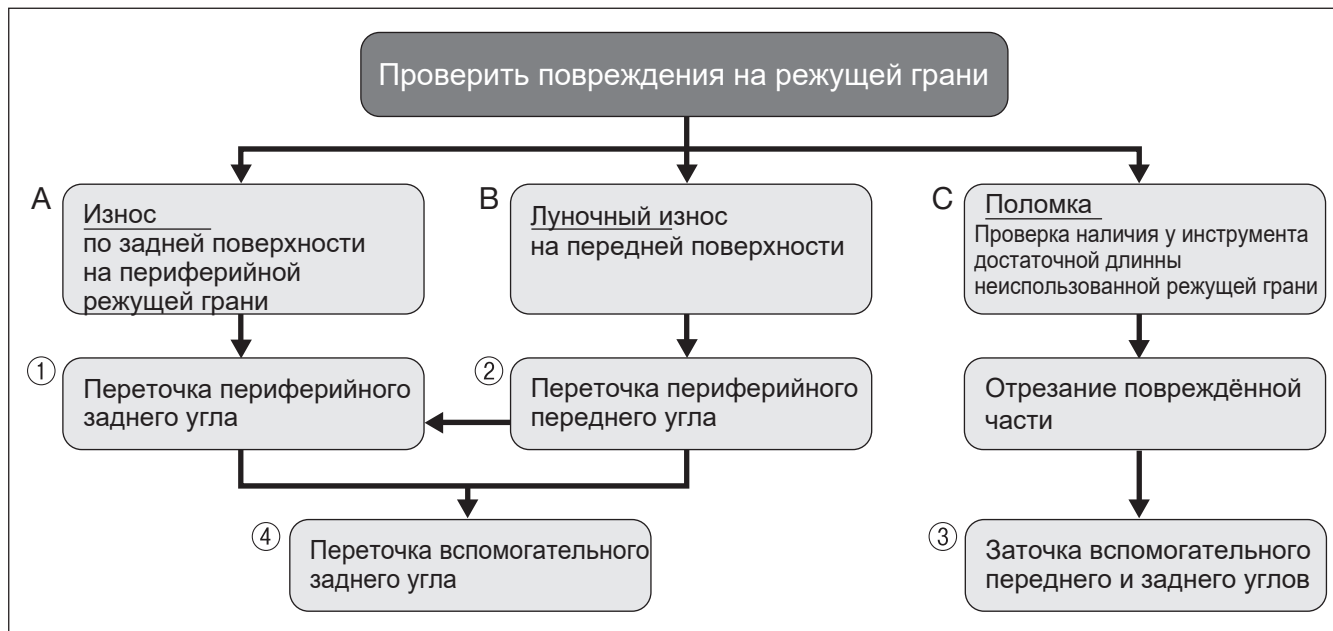 Проверить повреждения на режущей грани
A
Износ
по задней поверхности
на периферийной
режущей грани
B
Луночный износ
на передней поверхности
C
Поломка
Проверка наличия у инструмента
достаточной длинны
неиспользованной режущей грани
①
Переточка периферийного
заднего угла
②
Переточка периферийного
переднего угла
Отрезание повреждённой
части
④
Переточка вспомогательного
заднего угла
③
Заточка вспомогательного
переднего и заднего углов